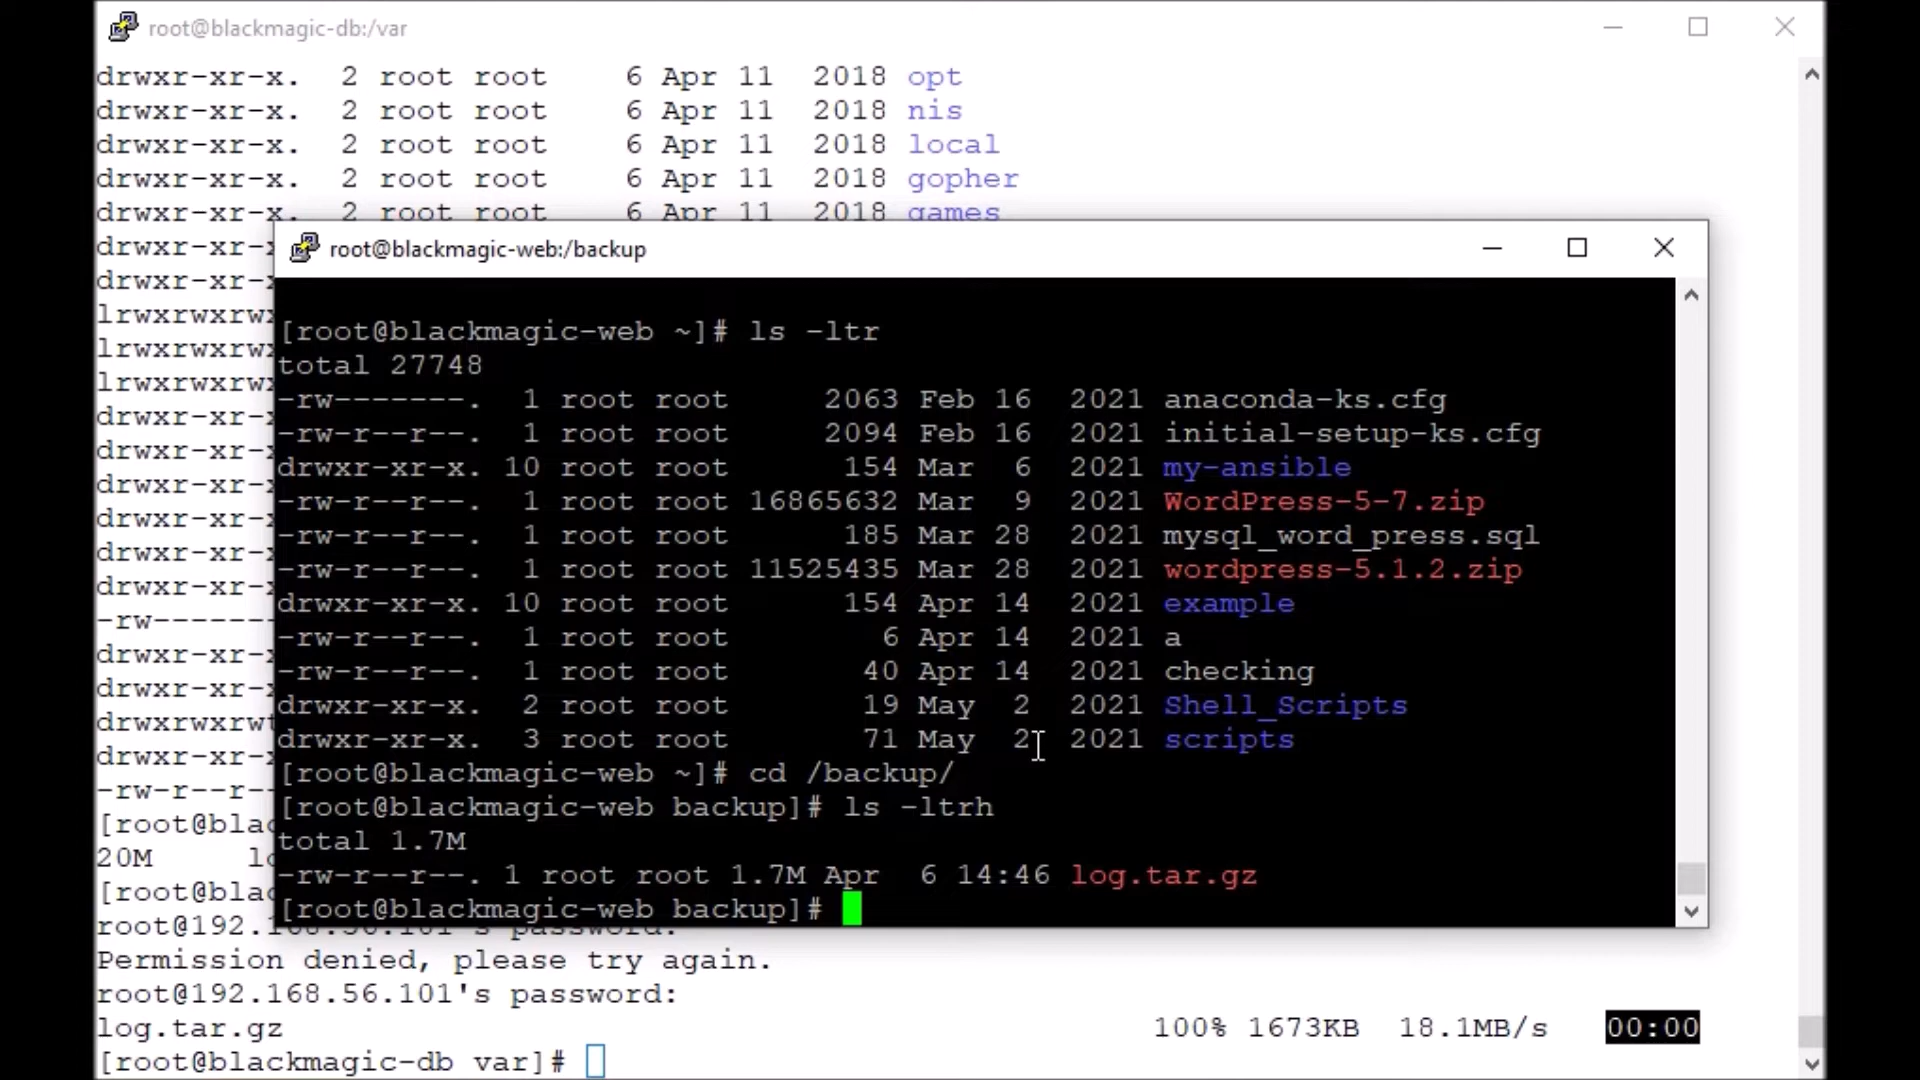 root@blackmagic-db:/var
drwxr-xr-x.  2 root root     6 Apr 11  2018 opt
drwxr-xr-x.  2 root root     6 Apr 11  2018 nis
drwxr-xr-x.  2 root root     6 Apr 11  2018 local
drwxr-xr-x.  2 root root     6 Apr 11  2018 gopher
drwxr-xr-x.  2 root root     6 Apr 11  2018 games
drwxr-xr-x
drwxr-xr-x
lrwxrwxrwx
lrwxrwxrwx
lrwxrwxrwx
drwxr-xr-x
drwxr-xr-x
drwxr-xr-x
drwxr-xr-x
drwxr-xr-x
drwxr-xr-x
-rw-------
drwxr-xr-x
drwxr-xr-x
drwxrwxrwt
drwxr-xr-x
-rw-r--r--
[root@blac
20M
[root@blac
root@192.168.56.101's password:
Permission denied, please try again.
root@192.168.56.101's password:
log.tar.gz                                     100% 1673KB  18.1MB/s   00:00
[root@blackmagic-db var]#
root@blackmagic-web:/backup
[root@blackmagic-web ~]# ls -ltr
total 27748
-rw-------.  1 root root     2063 Feb 16  2021 anaconda-ks.cfg
-rw-r--r--.  1 root root     2094 Feb 16  2021 initial-setup-ks.cfg
drwxr-xr-x. 10 root root      154 Mar  6  2021 my-ansible
-rw-r--r--.  1 root root 16865632 Mar  9  2021 WordPress-5-7.zip
-rw-r--r--.  1 root root      185 Mar 28  2021 mysql_word_press.sql
-rw-r--r--.  1 root root 11525435 Mar 28  2021 wordpress-5.1.2.zip
drwxr-xr-x. 10 root root      154 Apr 14  2021 example
-rw-r--r--.  1 root root        6 Apr 14  2021 a
-rw-r--r--.  1 root root       40 Apr 14  2021 checking
drwxr-xr-x.  2 root root       19 May  2  2021 Shell_Scripts
drwxr-xr-x.  3 root root       71 May  2  2021 scripts
[root@blackmagic-web ~]# cd /backup/
[root@blackmagic-web backup]# ls -ltrh
total 1.7M
-rw-r--r--. 1 root root 1.7M Apr  6 14:46 log.tar.gz
[root@blackmagic-web backup]#